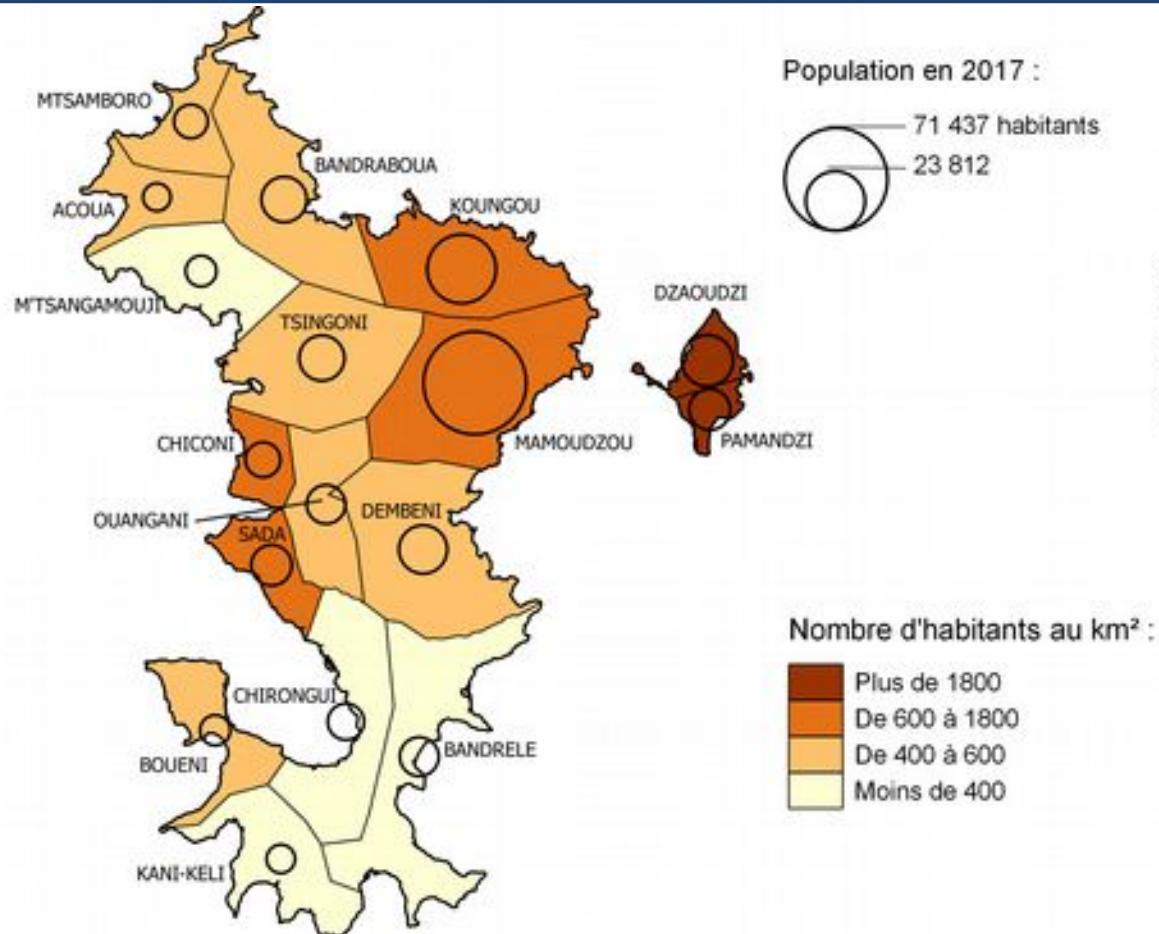 Population en 2017 :
71 437 habitants
23 812
MTSAMBORO
BANDRABOUA
ACOUA
KOUNGOU
M'TSANGAMOUJI
DZAOUDZI
TSINGONI
CHICONI
MAMOUDZOU
PAMANDZI
OUANGANI
DEMBENI
SADA
CHIRONGUI
BOUENI
BANDRELE
KANI-KELI
Nombre d'habitants au km² :
Plus de 1800
De 600 à 1800
De 400 à 600
Moins de 400